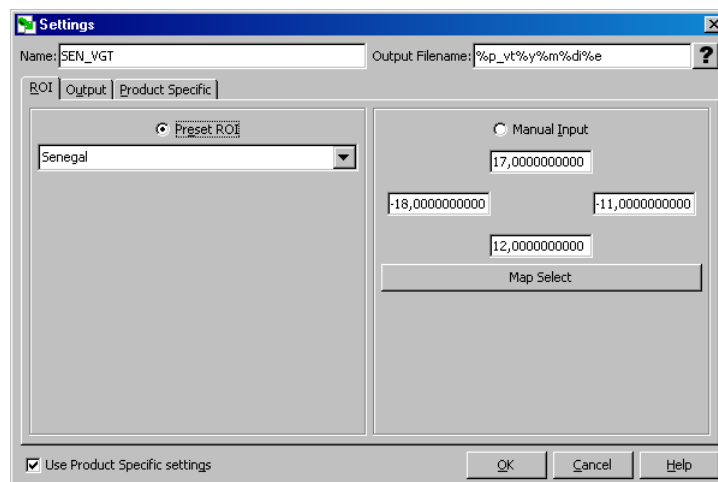 Settings
Name: SEN_VGT Output Filename: %p_vt%y%m%di%e ?
ROI Output Product Specific
Preset ROI Manual Input
Senegal
17,0000000000
-18,0000000000 -11,0000000000
12,0000000000
Map Select
Use Product Specific settings OK Cancel Help